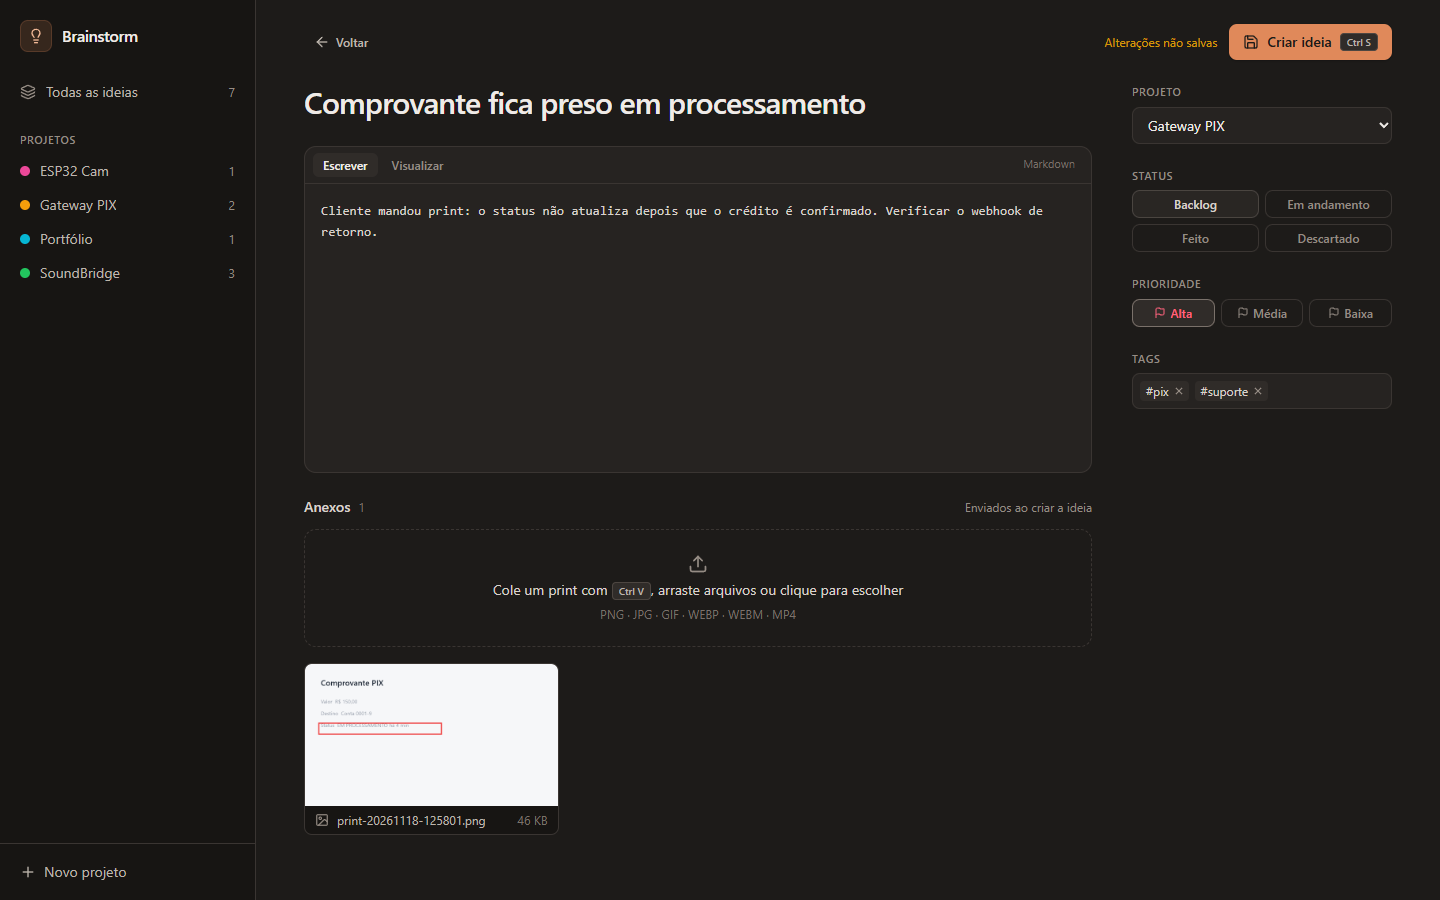 Brainstorm
Todas as ideias 7
PROJETOS
ESP32 Cam 1
Gateway PIX 2
Portfólio 1
SoundBridge 3
Novo projeto
Voltar
Alterações não salvas
Criar ideia Ctrl S
Comprovante fica preso em processamento
Escrever Visualizar Markdown
Cliente mandou print: o status não atualiza depois que o crédito é confirmado. Verificar o webhook de
retorno.
Anexos 1 Enviados ao criar a ideia
Cole um print com Ctrl V, arraste arquivos ou clique para escolher
PNG · JPG · GIF · WEBP · WEBM · MP4
Comprovante PIX
print-20261118-125801.png 46 KB
PROJETO
Gateway PIX
STATUS
Backlog Em andamento
Feito Descartado
PRIORIDADE
Alta Média Baixa
TAGS
#pix × #suporte ×